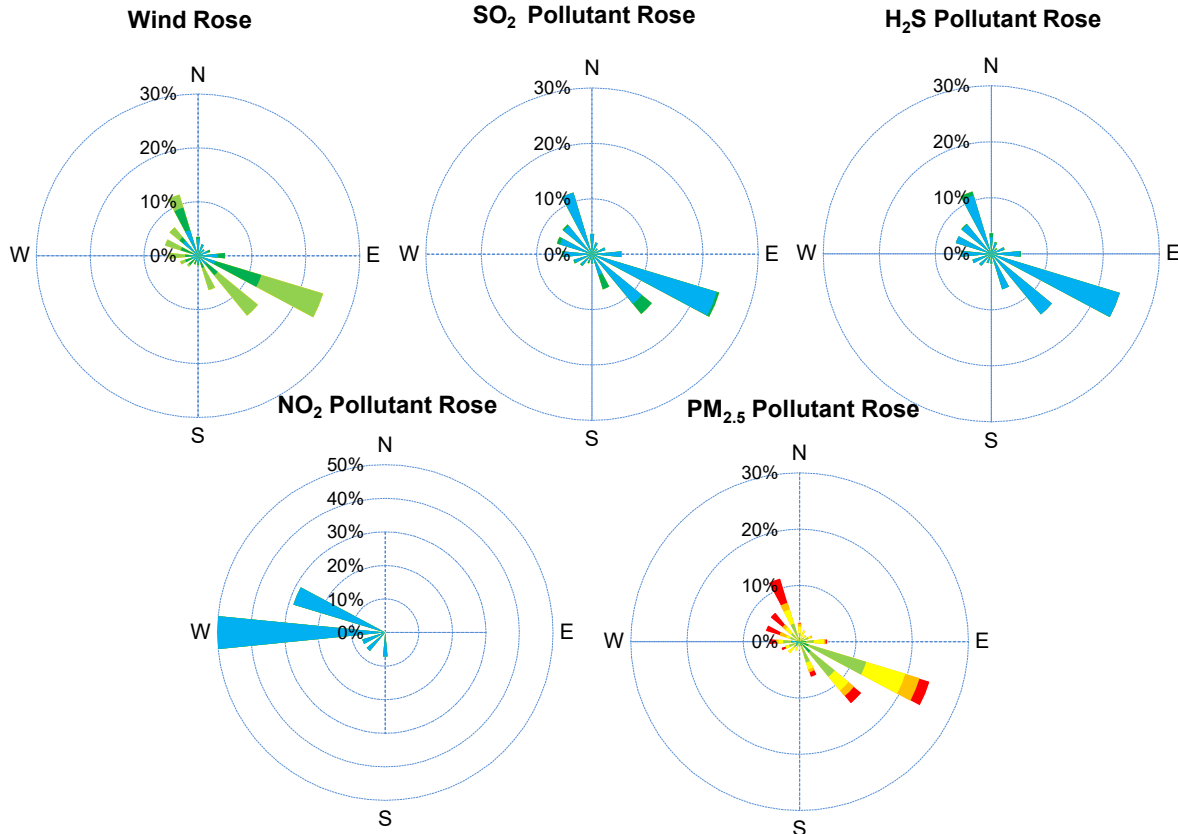 Wind Rose
N
30%
20%
10%
0%
W
E
S
SO₂ Pollutant Rose
N
30%
20%
10%
0%
W
E
S
H₂S Pollutant Rose
N
30%
20%
10%
0%
W
E
S
NO₂ Pollutant Rose
N
50%
40%
30%
20%
10%
0%
W
E
S
PM₂.₅ Pollutant Rose
N
30%
20%
10%
0%
W
E
S